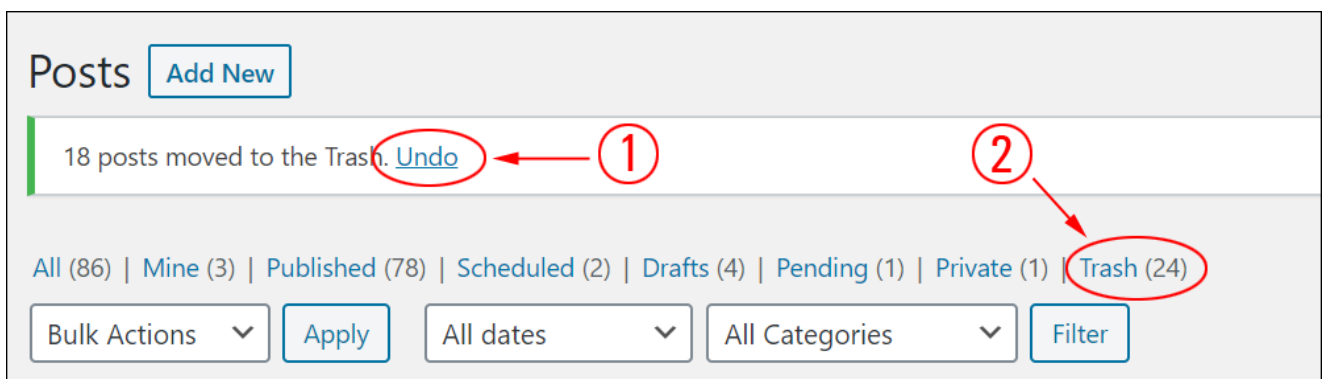 Posts Add New
18 posts moved to the Trash. Undo
1
2
All (86) | Mine (3) | Published (78) | Scheduled (2) | Drafts (4) | Pending (1) | Private (1) | Trash (24)
Bulk Actions Apply All dates All Categories Filter